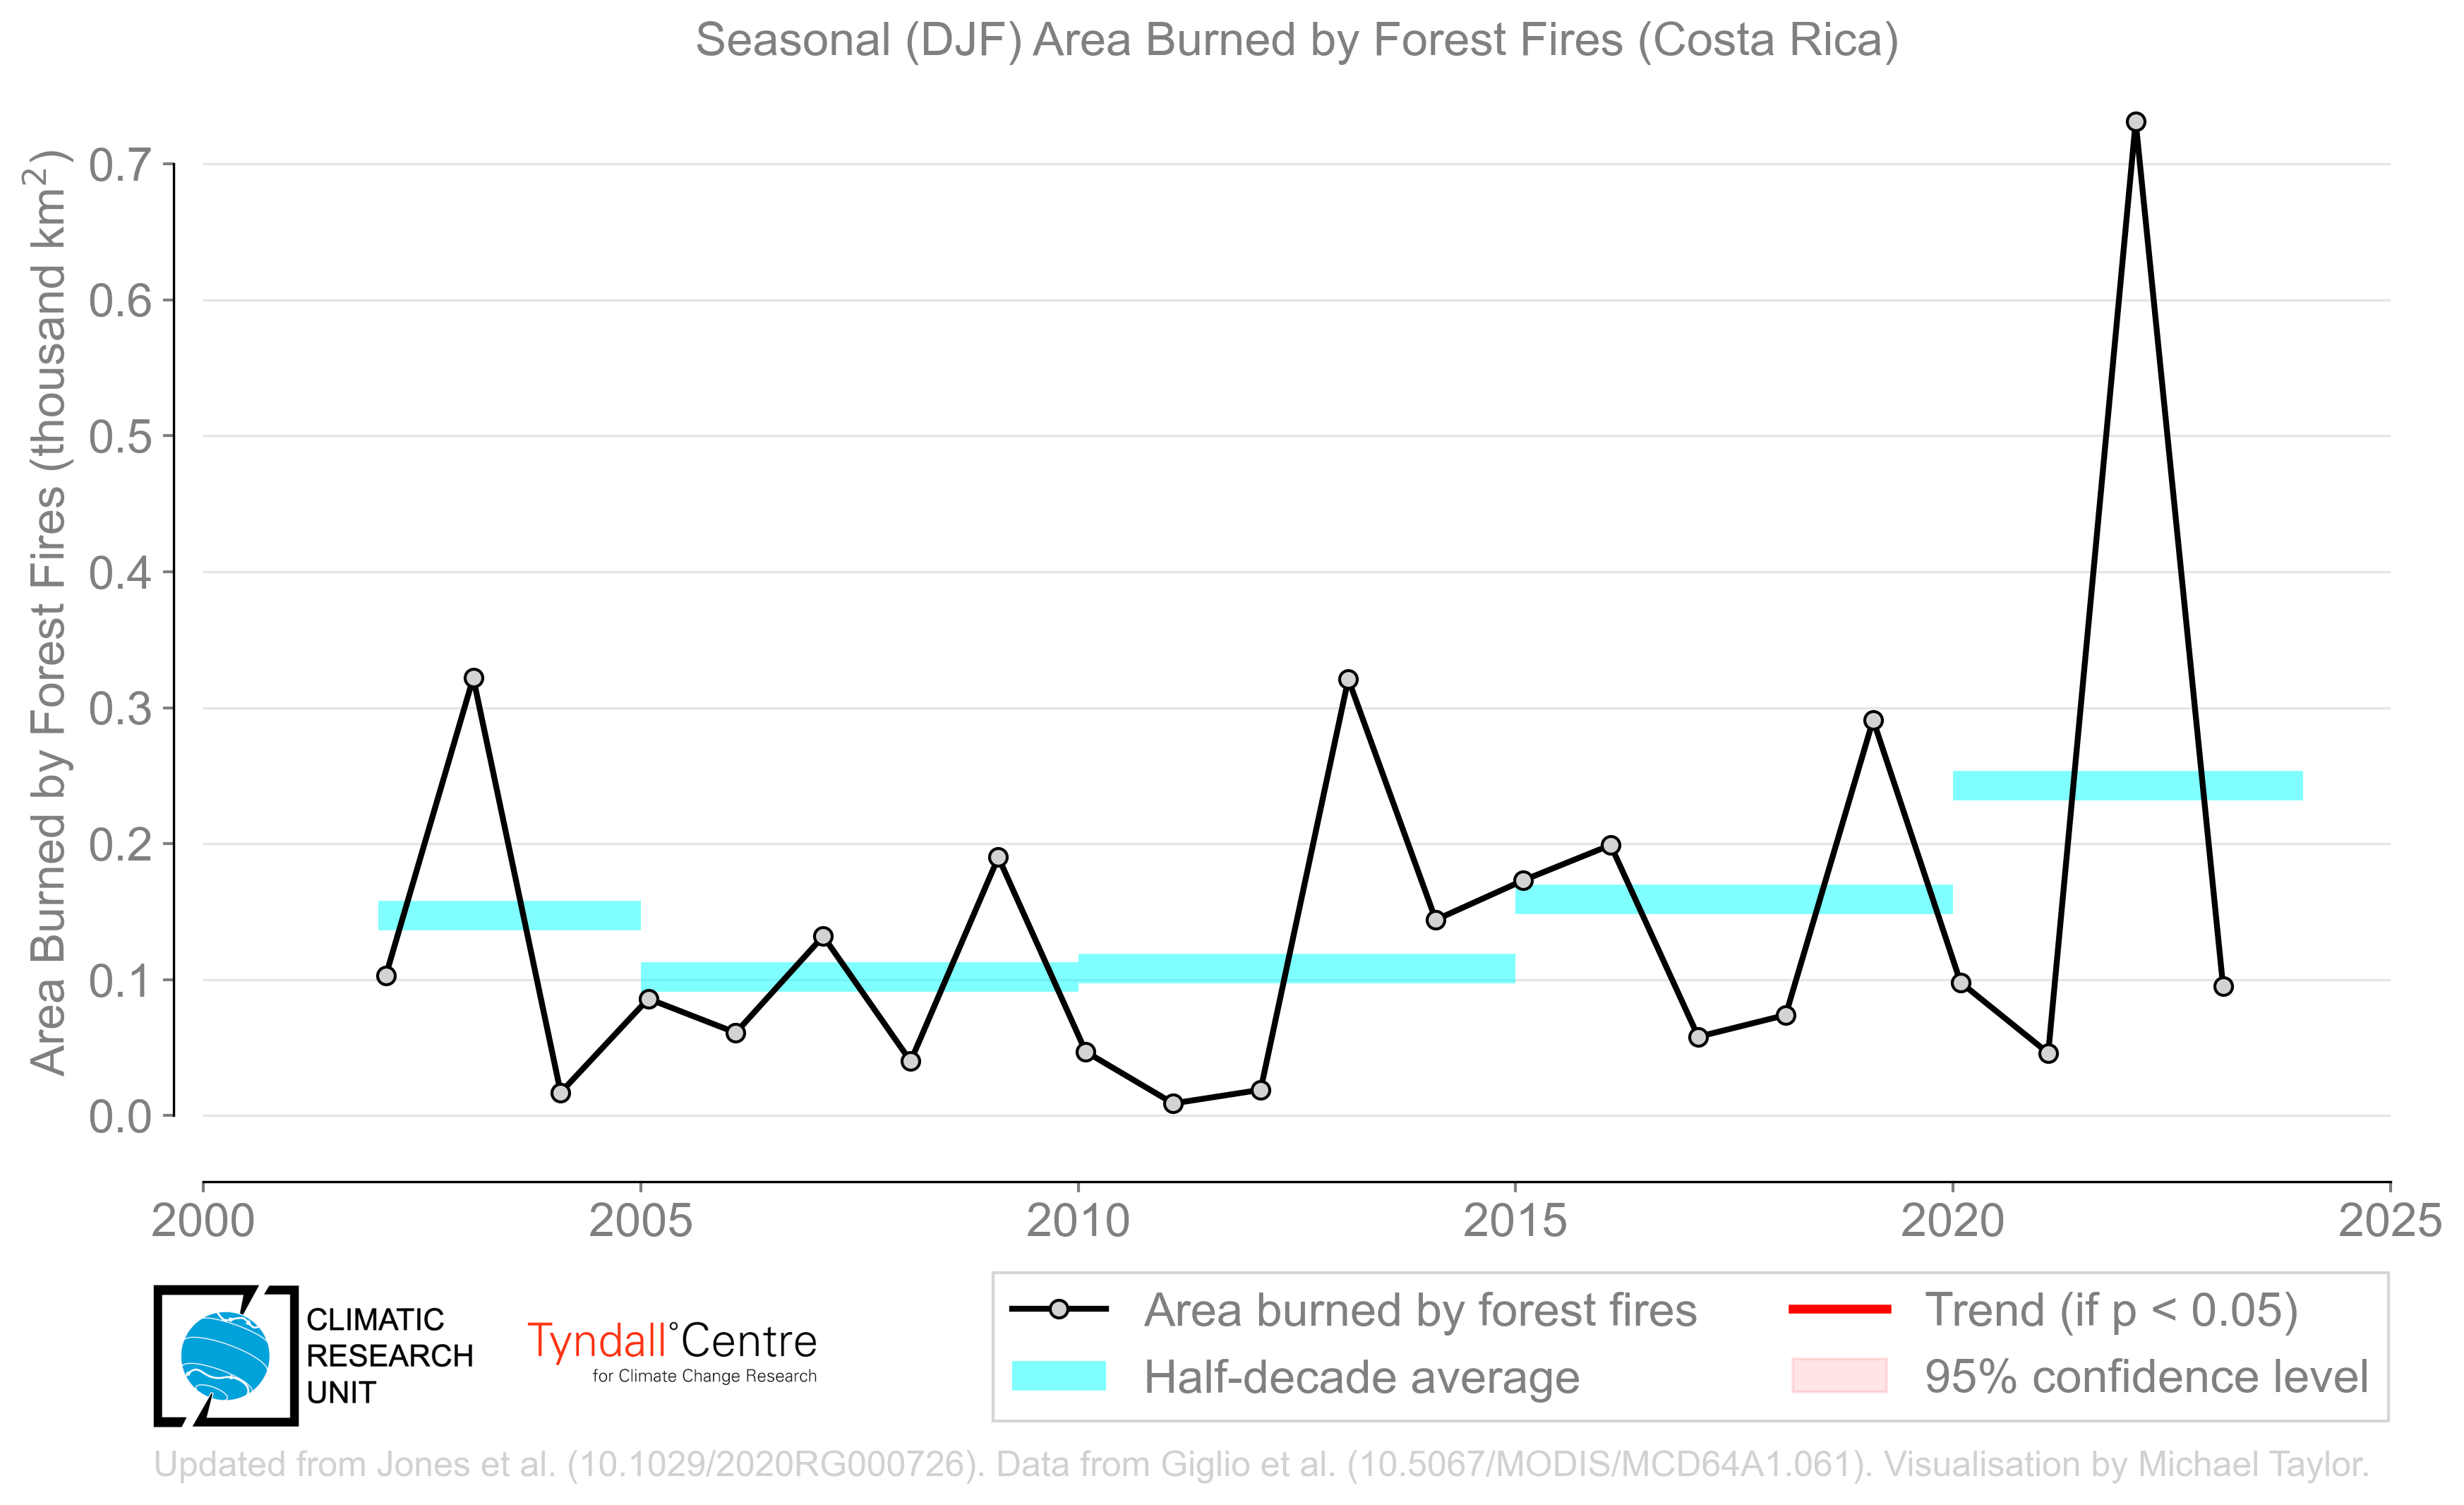 Seasonal (DJF) Area Burned by Forest Fires (Costa Rica)
Area Burned by Forest Fires (thousand km²)
0.7
0.6
0.5
0.4
0.3
0.2
0.1
0.0
2000 2005 2010 2015 2020 2025
CLIMATIC
RESEARCH
UNIT
Tyndall°Centre
for Climate Change Research
Area burned by forest fires
Half-decade average
Trend (if p < 0.05)
95% confidence level
Updated from Jones et al. (10.1029/2020RG000726). Data from Giglio et al. (10.5067/MODIS/MCD64A1.061). Visualisation by Michael Taylor.